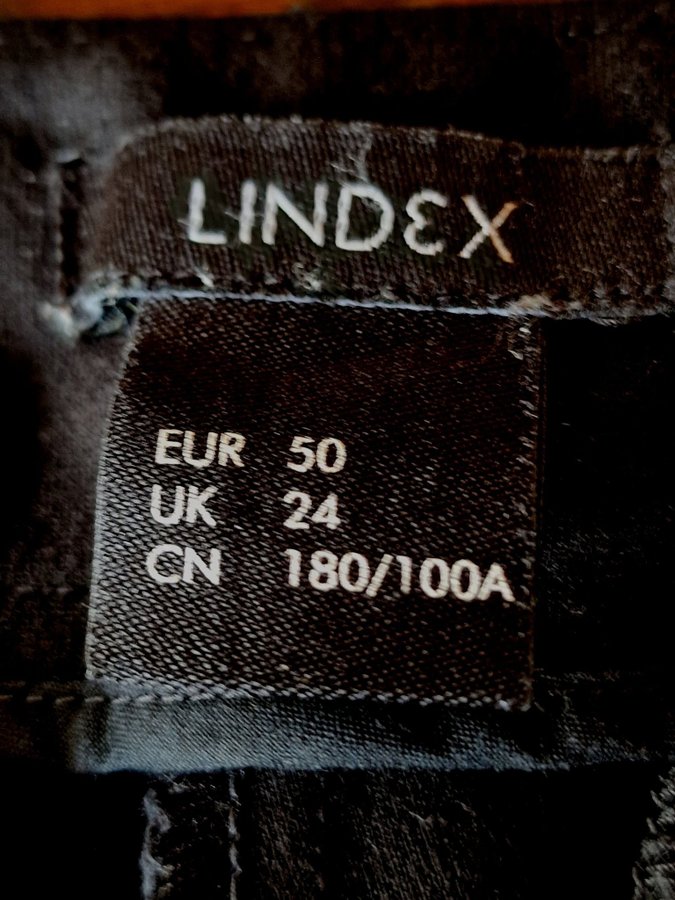 LINDEX
EUR 50
UK 24
CN 180/100A